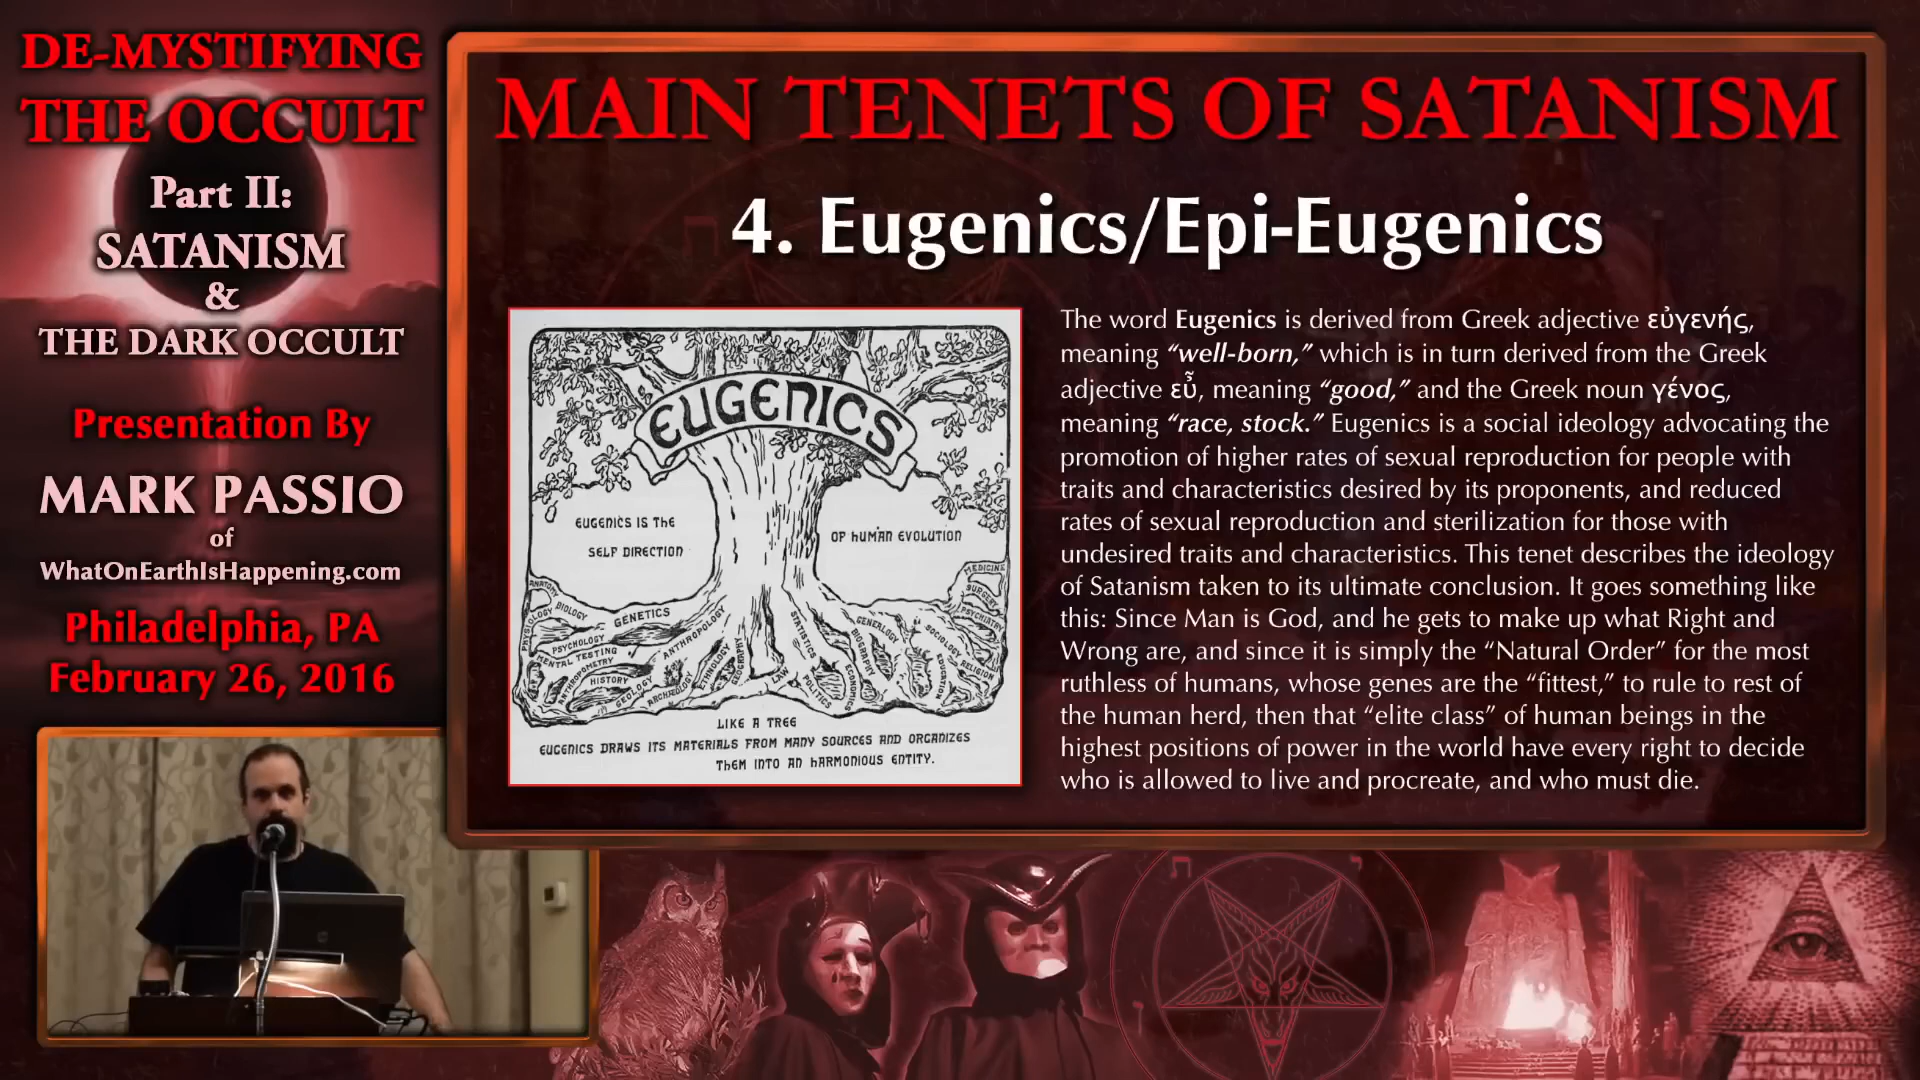 DE-MYSTIFYING
THE OCCULT
Part II:
SATANISM
&
THE DARK OCCULT
Presentation By
MARK PASSIO
of
WhatOnEarthIsHappening.com
Philadelphia, PA
February 26, 2016
MAIN TENETS OF SATANISM
4. Eugenics/Epi-Eugenics
EUGENICS
EUGENICS IS THE
SELF DIRECTION
OF HUMAN EVOLUTION
ANATOMY
PHYSIOLOGY
BIOLOGY
GENETICS
PSYCHOLOGY
MENTAL TESTING
ANTHROPOMETRY
HISTORY
GEOLOGY
ARCHÆOLOGY
ANTHROPOLOGY
ETHNOLOGY
GEOGRAPHY
LAW
STATISTICS
POLITICS
ECONOMICS
BIOGRAPHY
GENEALOGY
EDUCATION
SOCIOLOGY
RELIGION
PSYCHIATRY
SURGERY
MEDICINE
LIKE A TREE
EUGENICS DRAWS ITS MATERIALS FROM MANY SOURCES AND ORGANIZES
THEM INTO AN HARMONIOUS ENTITY.
The word Eugenics is derived from Greek adjective εὐγενής,
meaning “well-born,” which is in turn derived from the Greek
adjective εὖ, meaning “good,” and the Greek noun γένος,
meaning “race, stock.” Eugenics is a social ideology advocating the
promotion of higher rates of sexual reproduction for people with
traits and characteristics desired by its proponents, and reduced
rates of sexual reproduction and sterilization for those with
undesired traits and characteristics. This tenet describes the ideology
of Satanism taken to its ultimate conclusion. It goes something like
this: Since Man is God, and he gets to make up what Right and
Wrong are, and since it is simply the “Natural Order” for the most
ruthless of humans, whose genes are the “fittest,” to rule to rest of
the human herd, then that “elite class” of human beings in the
highest positions of power in the world have every right to decide
who is allowed to live and procreate, and who must die.